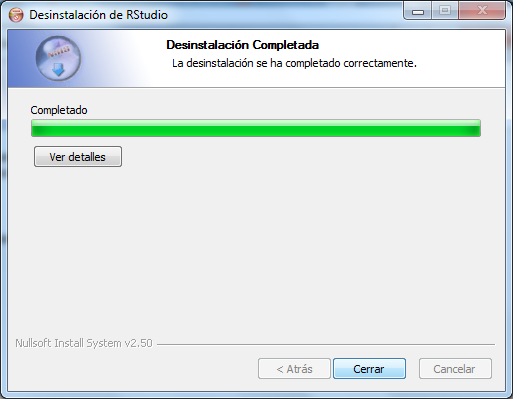 Desinstalación de RStudio
Desinstalación Completada
La desinstalación se ha completado correctamente.
Completado
Ver detalles
Nullsoft Install System v2.50
< Atrás
Cerrar
Cancelar